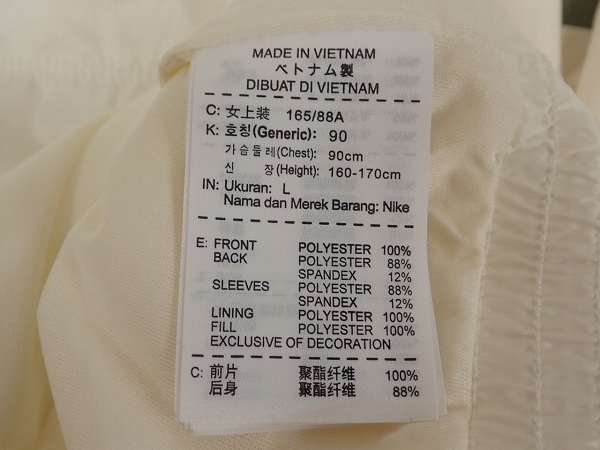 MADE IN VIETNAM
ベトナム製
DIBUAT DI VIETNAM
C: 女上装 165/88A
K: 호칭(Generic): 90
가슴둘레(Chest): 90cm
신 장(Height): 160-170cm
IN: Ukuran: L
Nama dan Merek Barang: Nike
E: FRONT POLYESTER 100%
BACK POLYESTER 88%
SPANDEX 12%
SLEEVES POLYESTER 88%
SPANDEX 12%
LINING POLYESTER 100%
FILL POLYESTER 100%
EXCLUSIVE OF DECORATION
C: 前片 聚酯纤维 100%
后身 聚酯纤维 88%